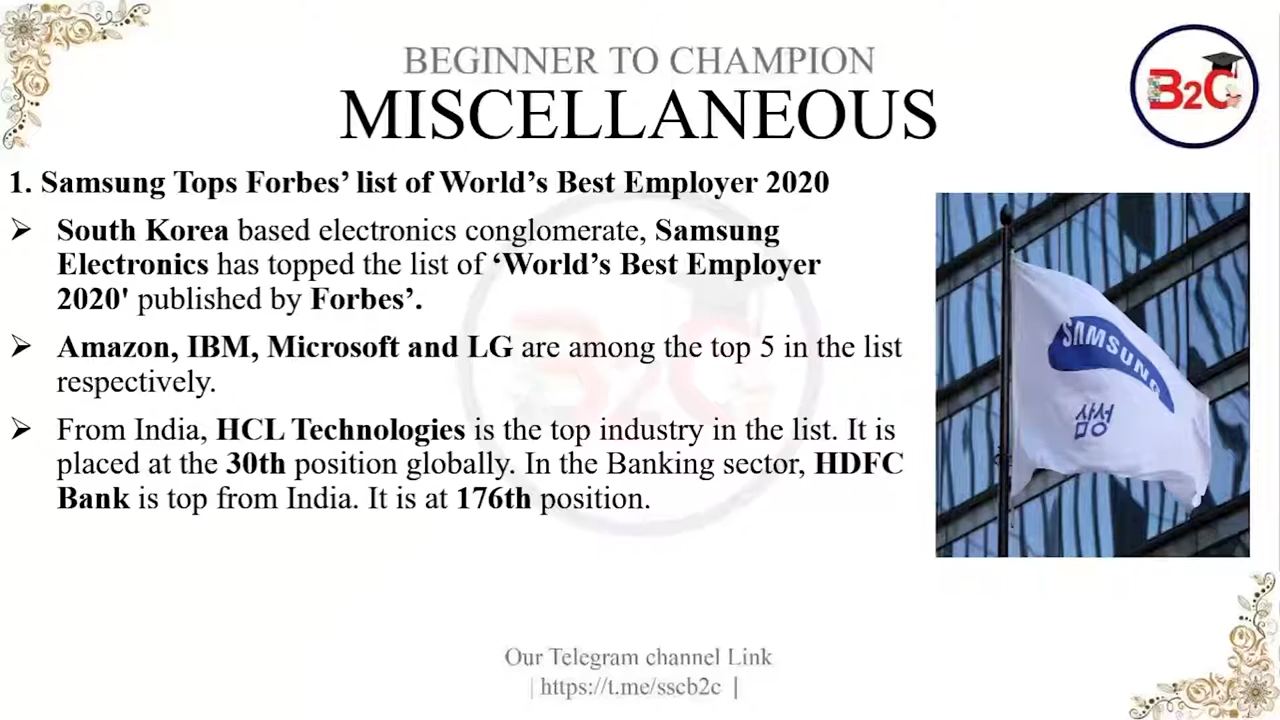 BEGINNER TO CHAMPION
MISCELLANEOUS
B2C
1. Samsung Tops Forbes’ list of World’s Best Employer 2020
➢ South Korea based electronics conglomerate, Samsung
Electronics has topped the list of ‘World’s Best Employer
2020' published by Forbes’.
➢ Amazon, IBM, Microsoft and LG are among the top 5 in the list
respectively.
➢ From India, HCL Technologies is the top industry in the list. It is
placed at the 30th position globally. In the Banking sector, HDFC
Bank is top from India. It is at 176th position.
B2C
SAMSUNG
삼성
Our Telegram channel Link
| https://t.me/sscb2c |